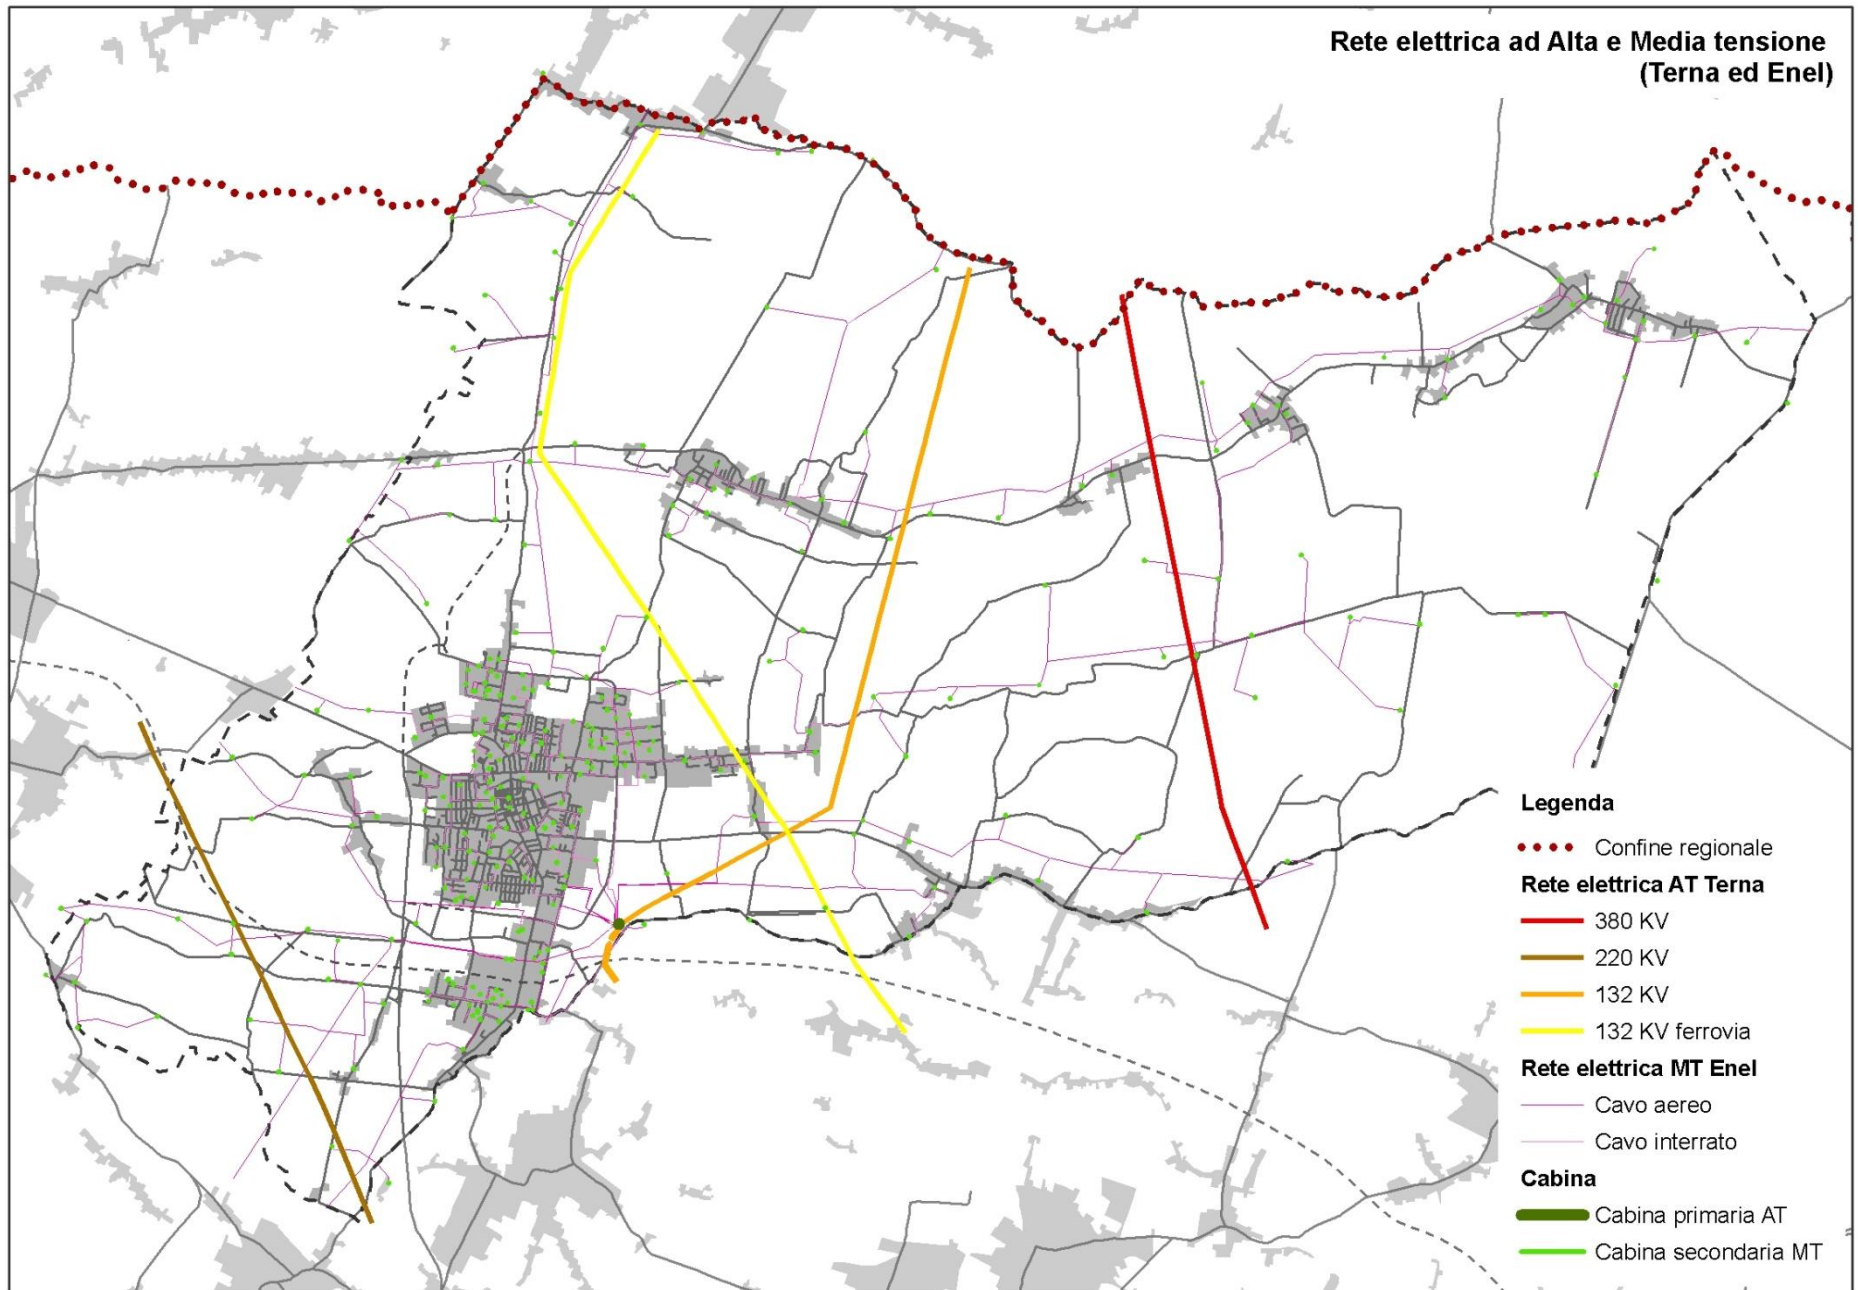 Rete elettrica ad Alta e Media tensione
(Terna ed Enel)
Legenda
Confine regionale
Rete elettrica AT Terna
380 KV
220 KV
132 KV
132 KV ferrovia
Rete elettrica MT Enel
Cavo aereo
Cavo interrato
Cabina
Cabina primaria AT
Cabina secondaria MT